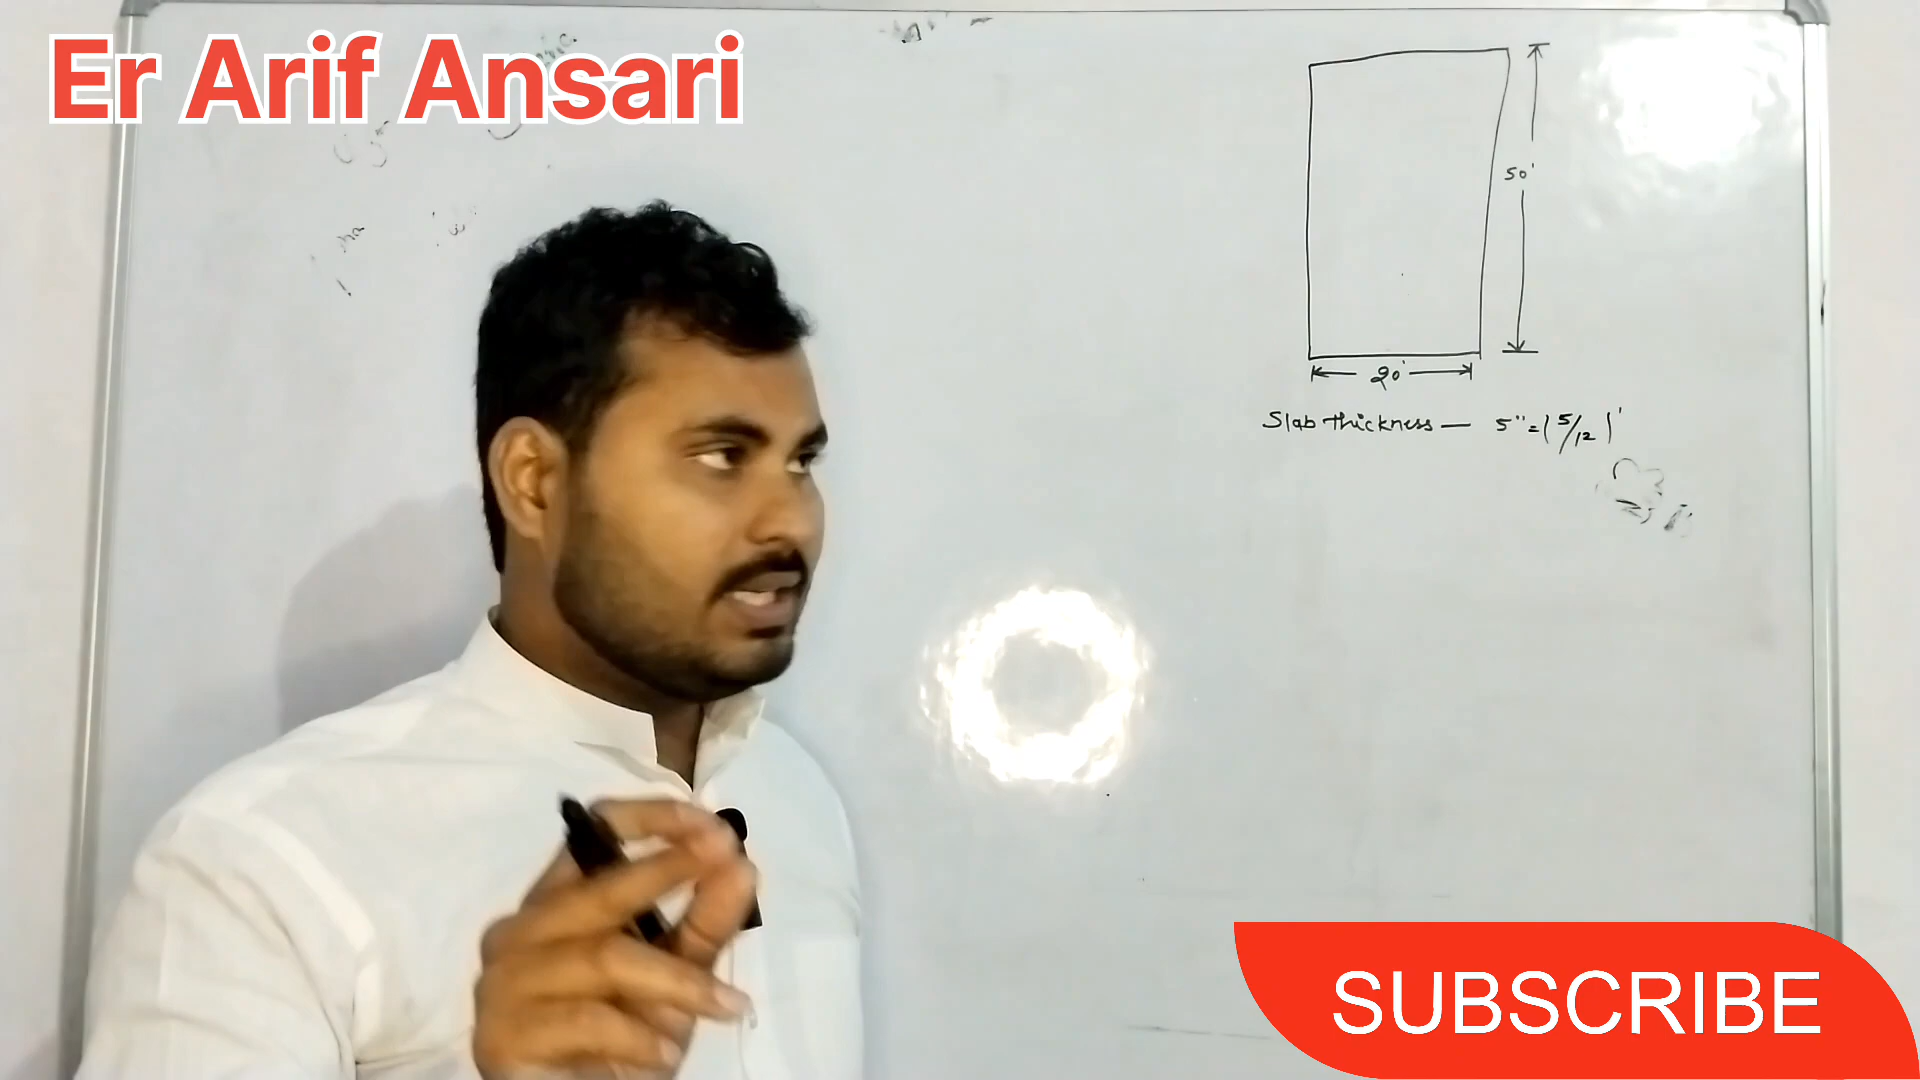 Er Arif Ansari
50'
20'
Slab thickness — 5" = (5/12)'
SUBSCRIBE